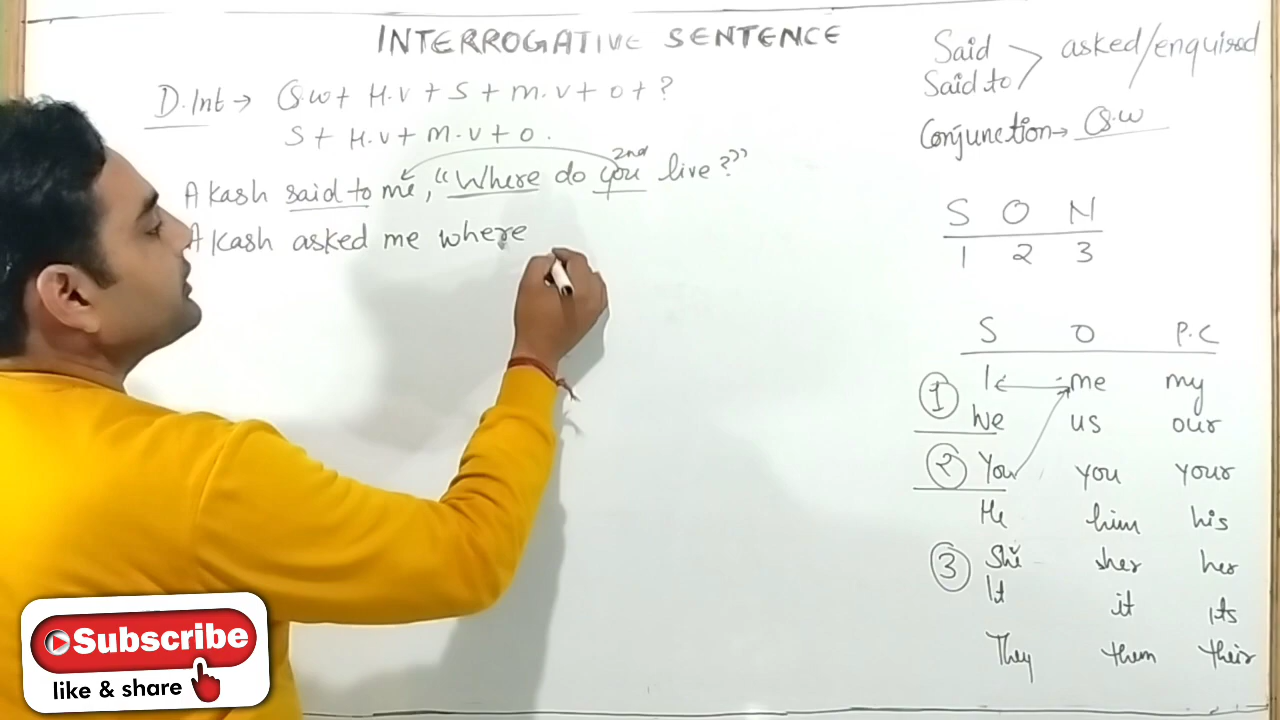 INTERROGATIVE SENTENCE
D.Int → Q.W + H.V + S + M.V + O + ?
S + H.V + M.V + O.
2nd
Akash said to me, "Where do you live?"
Akash asked me where
Said
Said to > asked/enquired
Conjunction → Q.W
S O N
1 2 3
S O P.C
1 I me my
We us our
2 You you your
He him his
3 She her her
It it its
They them their
Subscribe
like & share